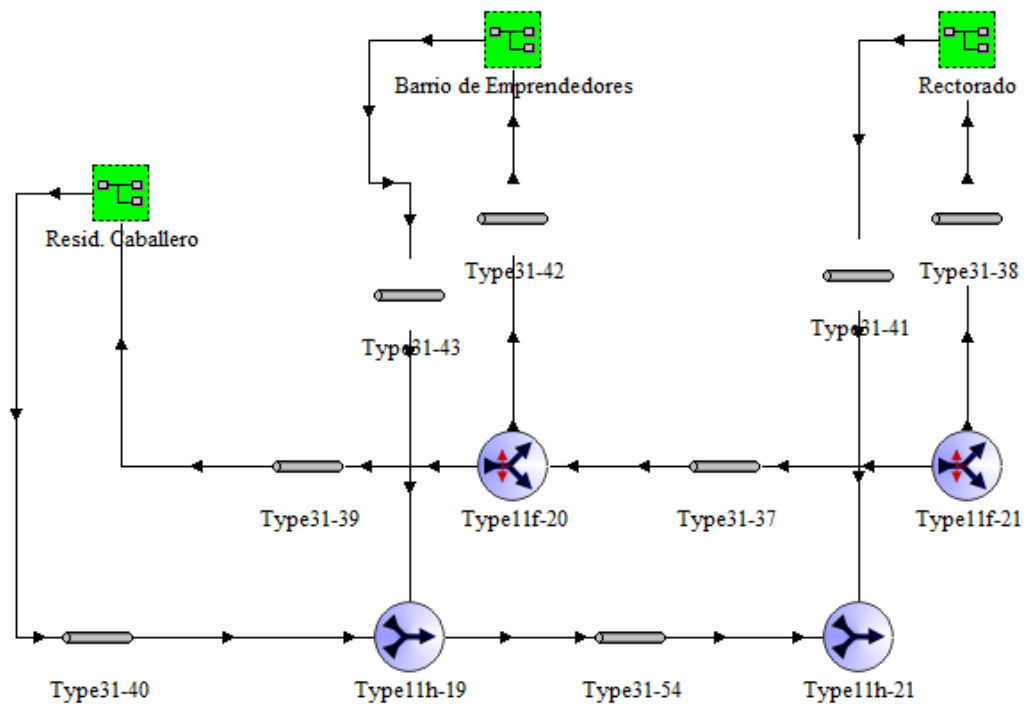 Barrio de Emprendedores
Rectorado
Resid. Caballero
Type31-42
Type31-38
Type31-43
Type31-41
Type31-39
Type11f-20
Type31-37
Type11f-21
Type31-40
Type11h-19
Type31-54
Type11h-21